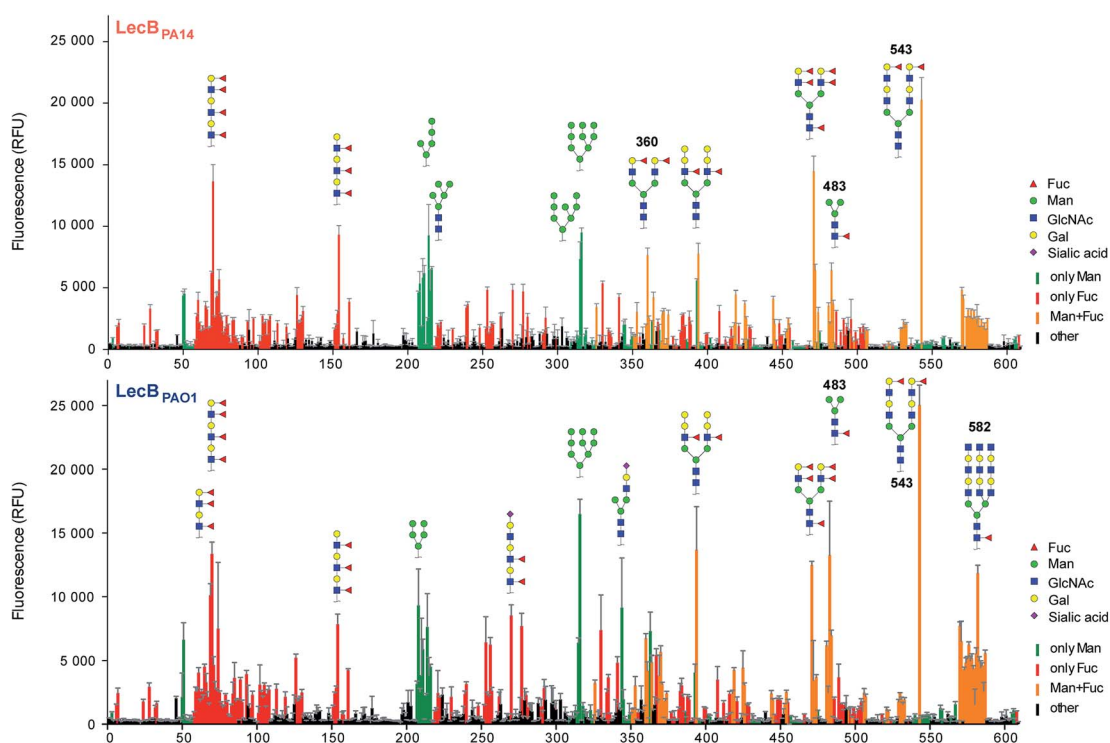 LecB PA14
25 000
20 000
15 000
10 000
5 000
0
Fluorescence (RFU)
360
483
543
Fuc
Man
GlcNAc
Gal
Sialic acid
only Man
only Fuc
Man+Fuc
other
0 50 100 150 200 250 300 350 400 450 500 550 600
LecB PAO1
25 000
20 000
15 000
10 000
5 000
0
Fluorescence (RFU)
483
543
582
Fuc
Man
GlcNAc
Gal
Sialic acid
only Man
only Fuc
Man+Fuc
other
0 50 100 150 200 250 300 350 400 450 500 550 600